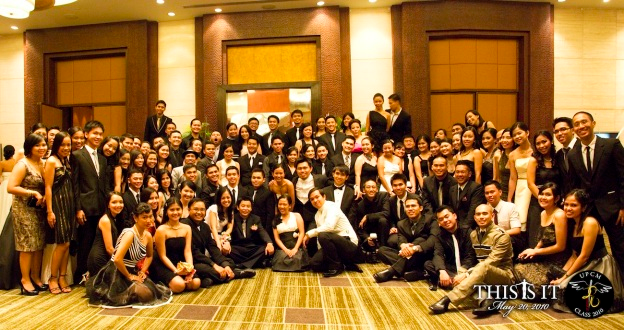 THIS IS IT
May 20, 2010
UPCM
CLASS 2010